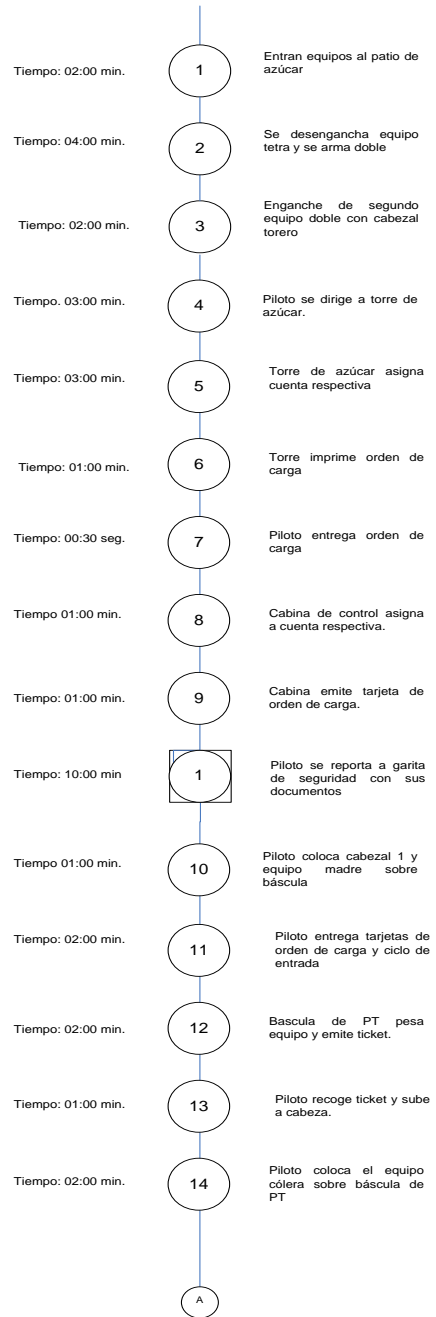 Entran equipos al patio de
Tiempo: 02:00 min.
1
azúcar
Tiempo: 04:00 min.
2
Se desengancha equipo
tetra y se arma doble
Tiempo: 02:00 min.
3
Enganche de segundo
equipo doble con cabezal
torero
Tiempo. 03:00 min.
4
Piloto se dirige a torre de
azúcar.
Tiempo: 03:00 min.
5
Torre de azúcar asigna
cuenta respectiva
Tiempo: 01:00 min.
6
Torre imprime orden de
carga
Tiempo: 00:30 seg.
7
Piloto entrega orden de
carga
Tiempo 01:00 min.
8
Cabina de control asigna
a cuenta respectiva.
Tiempo: 01:00 min.
9
Cabina emite tarjeta de
orden de carga.
Tiempo: 10:00 min
1
Piloto se reporta a garita
de seguridad con sus
documentos
Tiempo 01:00 min.
10
Piloto coloca cabezal 1 y
equipo madre sobre
báscula
Tiempo: 02:00 min.
11
Piloto entrega tarjetas de
orden de carga y ciclo de
entrada
Tiempo: 02:00 min.
12
Bascula de PT pesa
equipo y emite ticket.
Tiempo: 01:00 min.
13
Piloto recoge ticket y sube
a cabeza.
Tiempo: 02:00 min.
14
Piloto coloca el equipo
cólera sobre báscula de
PT
A